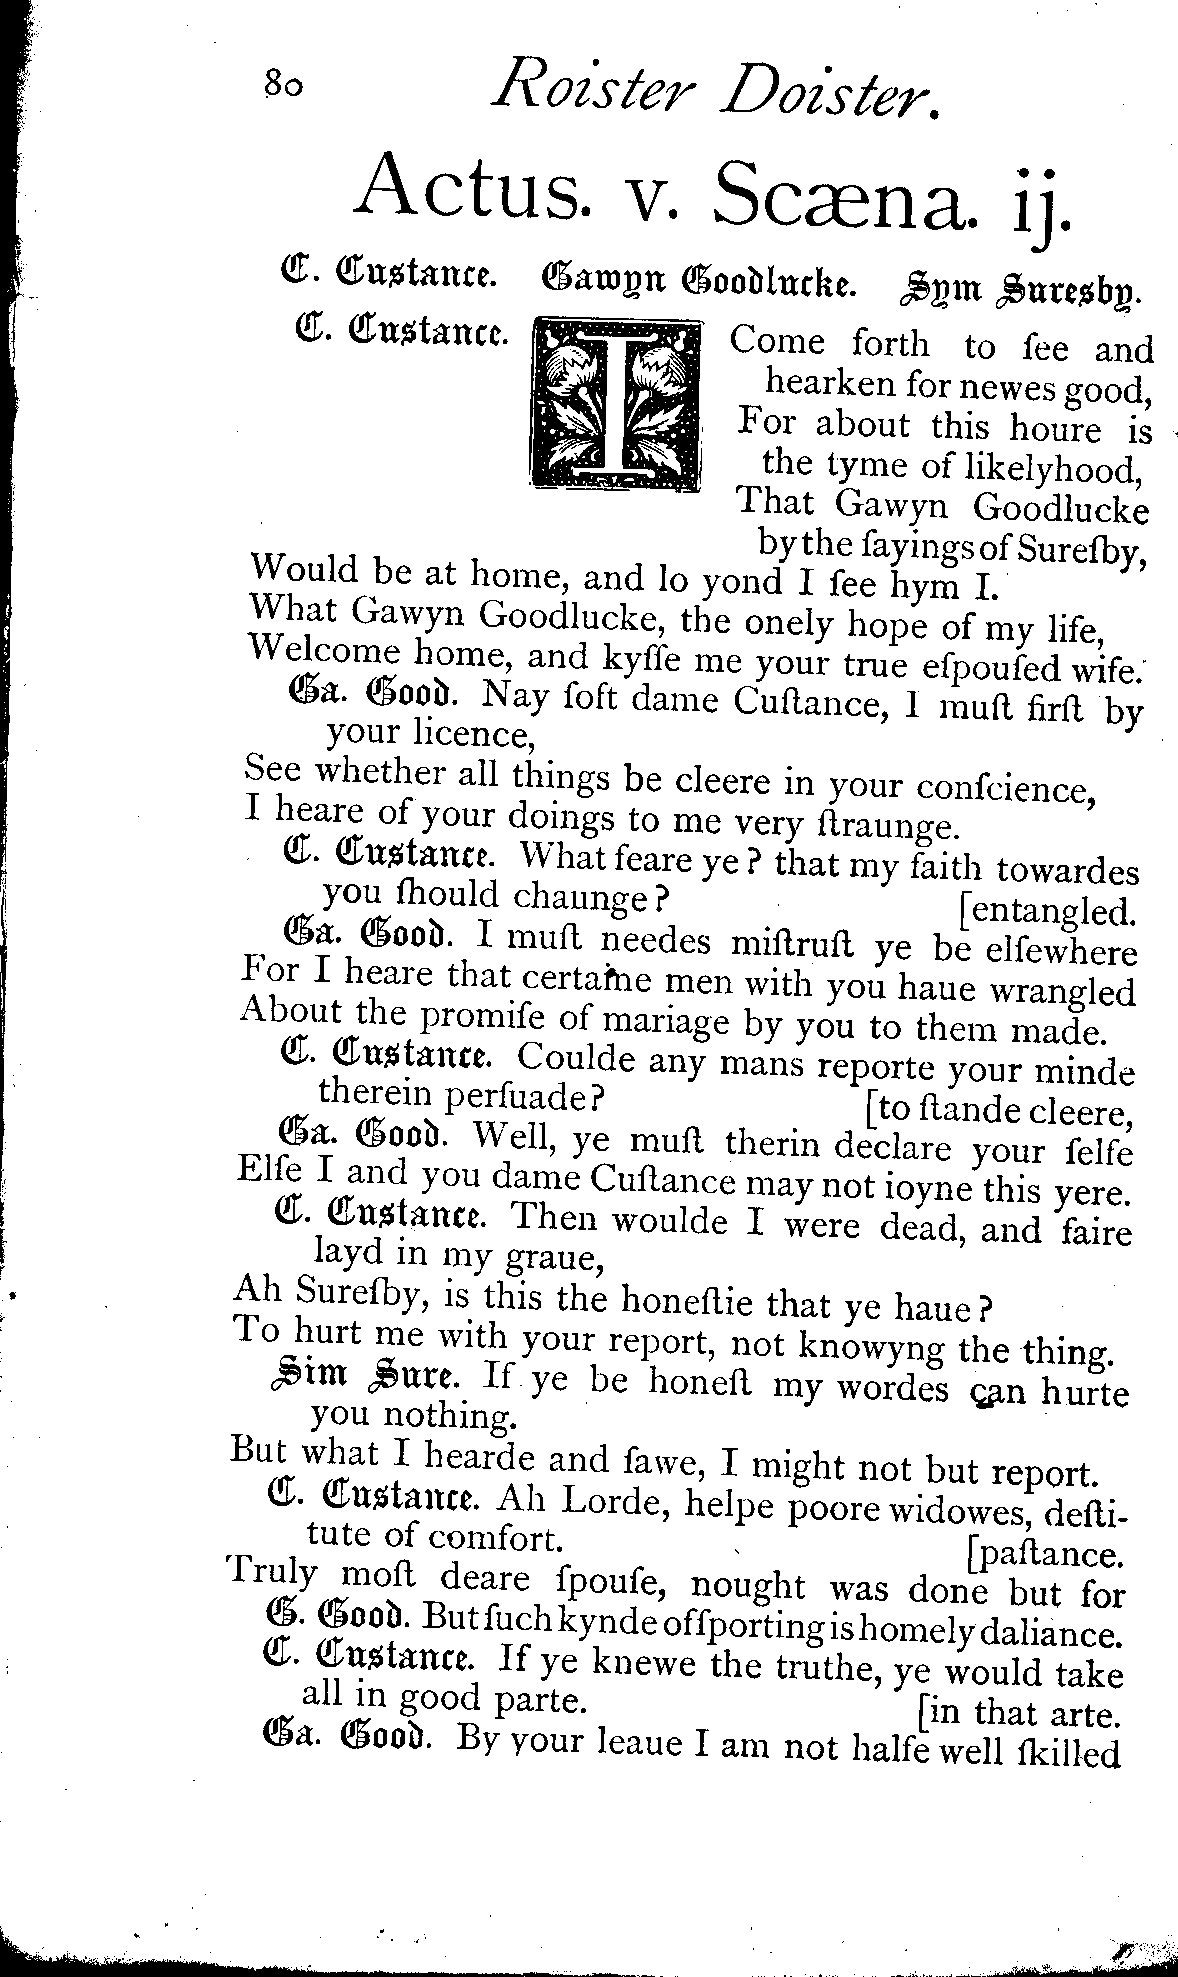 80 Roister Doister.
Actus. v. Scæna. ij.
C. Custance. Gawyn Goodlucke. Sym Suresby.
C. Custance. I Come forth to ſee and
hearken for newes good,
For about this houre is
the tyme of likelyhood,
That Gawyn Goodlucke
by the ſayings of Sureſby,
Would be at home, and lo yond I ſee hym I.
What Gawyn Goodlucke, the onely hope of my life,
Welcome home, and kyſſe me your true eſpouſed wife.
Ga. Good. Nay ſoft dame Cuſtance, I muſt firſt by
your licence,
See whether all things be cleere in your conſcience,
I heare of your doings to me very ſtraunge.
C. Custance. What feare ye? that my faith towardes
you ſhould chaunge? [entangled.
Ga. Good. I muſt needes miſtruſt ye be elſewhere
For I heare that certaine men with you haue wrangled
About the promiſe of mariage by you to them made.
C. Custance. Coulde any mans reporte your minde
therein perſuade? [to ſtande cleere,
Ga. Good. Well, ye muſt therin declare your ſelfe
Elſe I and you dame Cuſtance may not ioyne this yere.
C. Custance. Then woulde I were dead, and faire
layd in my graue,
Ah Sureſby, is this the honeſtie that ye haue?
To hurt me with your report, not knowyng the thing.
Sim Sure. If ye be honeſt my wordes can hurte
you nothing.
But what I hearde and ſawe, I might not but report.
C. Custance. Ah Lorde, helpe poore widowes, deſti-
tute of comfort. [paſtance.
Truly moſt deare ſpouſe, nought was done but for
G. Good. But ſuch kynde of ſporting is homely daliance.
C. Custance. If ye knewe the truthe, ye would take
all in good parte. [in that arte.
Ga. Good. By your leaue I am not halfe well ſkilled